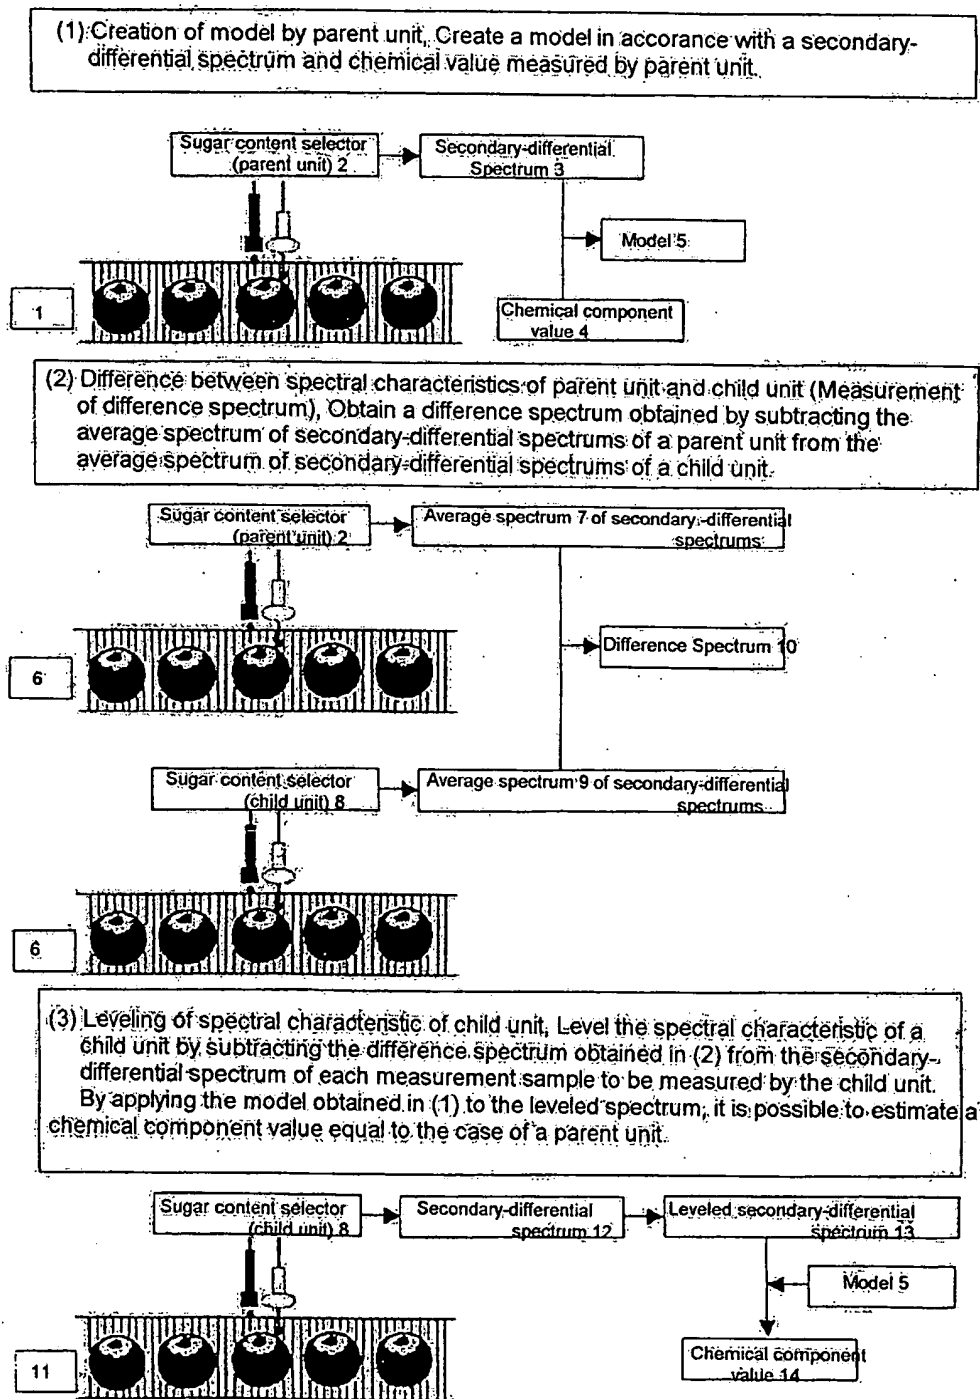 (1) Creation of model by parent unit, Create a model in accorance with a secondary-
differential spectrum and chemical value measured by parent unit.
Sugar content selector
(parent unit) 2
Secondary-differential
Spectrum 3
Model 5
1
Chemical component
value 4
(2) Difference between spectral characteristics of parent unit and child unit (Measurement
of difference spectrum), Obtain a difference spectrum obtained by subtracting the
average spectrum of secondary-differential spectrums of a parent unit from the
average spectrum of secondary-differential spectrums of a child unit.
Sugar content selector
(parent unit) 2
Average spectrum 7 of secondary-differential
spectrums
Difference Spectrum 10
6
Sugar content selector
(child unit) 8
Average spectrum 9 of secondary-differential
spectrums
6
(3) Leveling of spectral characteristic of child unit, Level the spectral characteristic of a
child unit by subtracting the difference spectrum obtained in (2) from the secondary-
differential spectrum of each measurement sample to be measured by the child unit.
By applying the model obtained in (1) to the leveled spectrum, it is possible to estimate a
chemical component value equal to the case of a parent unit.
Sugar content selector
(child unit) 8
Secondary-differential
spectrum 12
Leveled secondary-differential
spectrum 13
Model 5
11
Chemical component
value 14